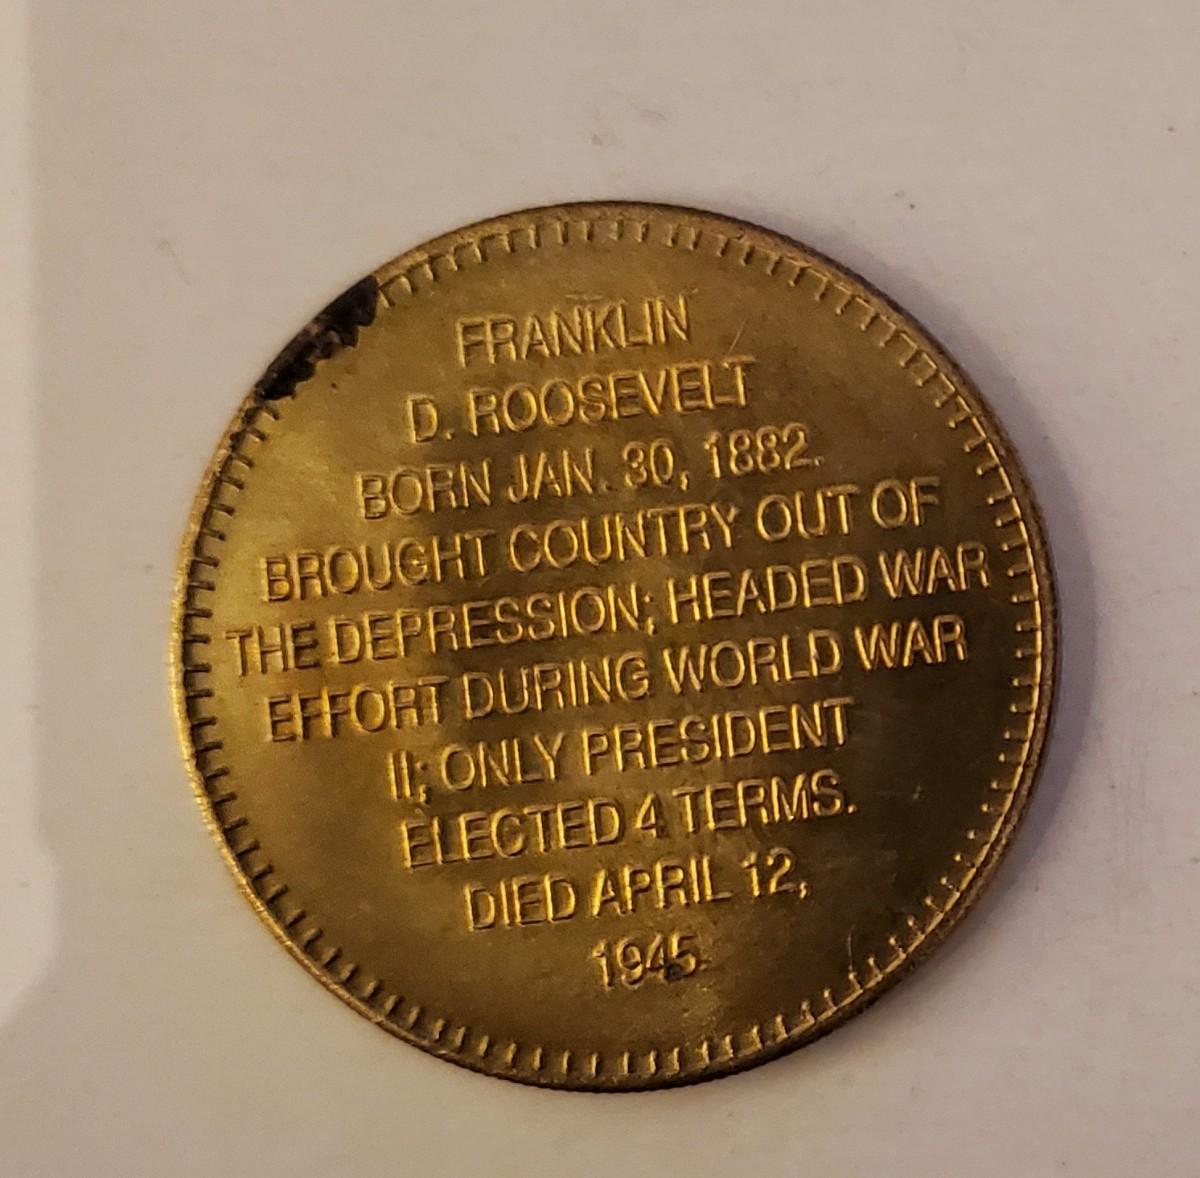 FRANKLIN
D. ROOSEVELT
BORN JAN. 30, 1882.
BROUGHT COUNTRY OUT OF
THE DEPRESSION; HEADED WAR
EFFORT DURING WORLD WAR
II; ONLY PRESIDENT
ELECTED 4 TERMS.
DIED APRIL 12,
1945.